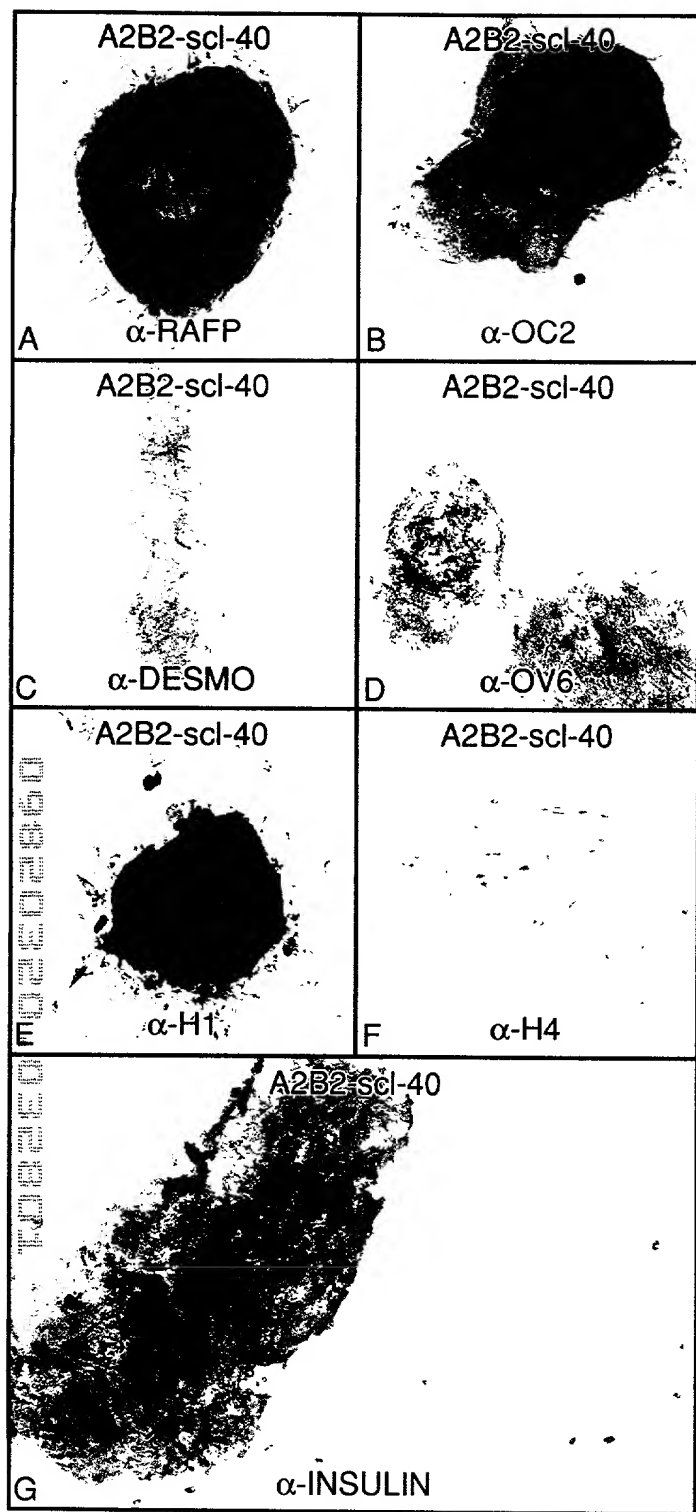 A2B2-scl-40
A α-RAFP
A2B2-scl-40
B α-OC2
A2B2-scl-40
C α-DESMO
A2B2-scl-40
D α-OV6
A2B2-scl-40
E α-H1
A2B2-scl-40
F α-H4
A2B2-scl-40
G α-INSULIN